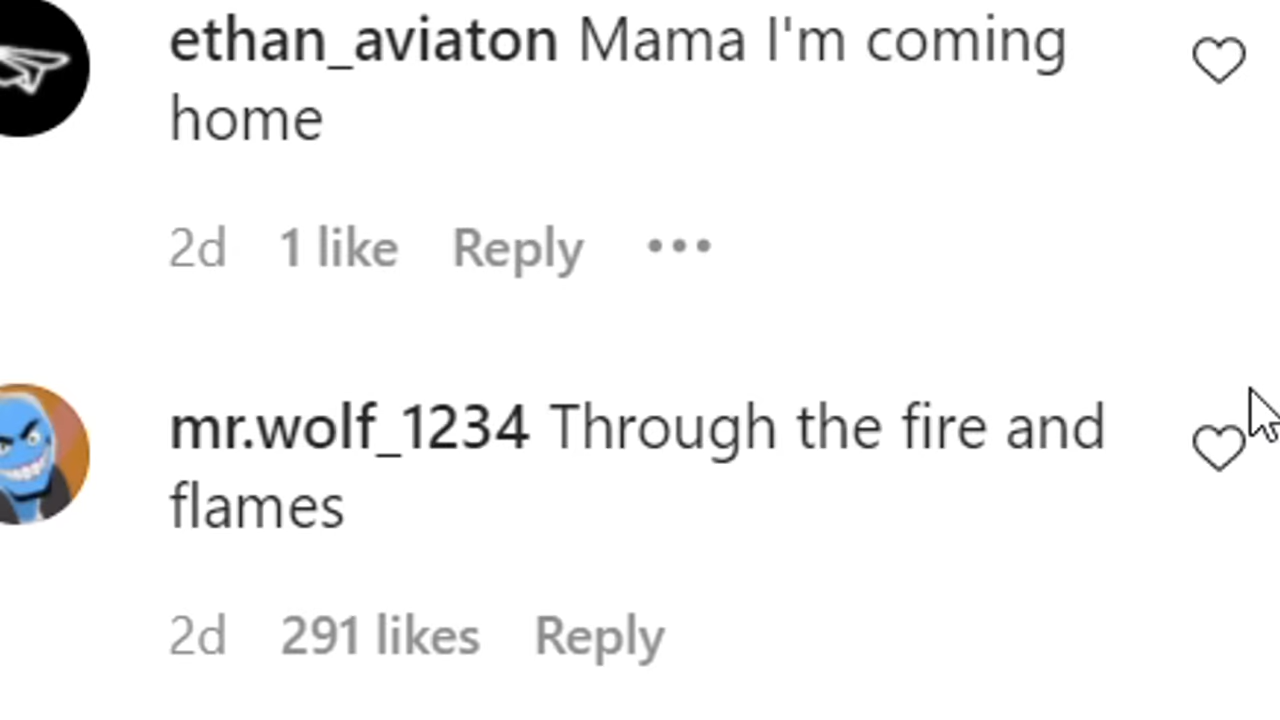 ethan_aviaton Mama I'm coming
home
2d 1 like Reply •••
mr.wolf_1234 Through the fire and
flames
2d 291 likes Reply